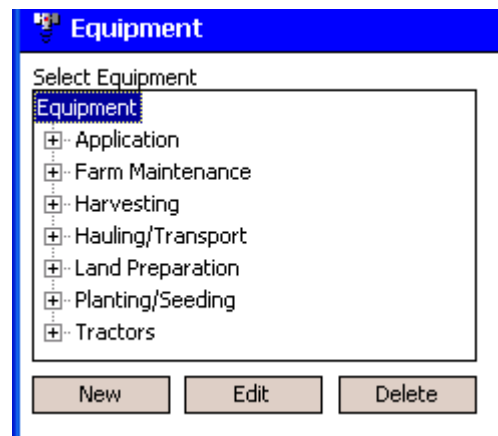 Equipment
Select Equipment
Equipment
Application
Farm Maintenance
Harvesting
Hauling/Transport
Land Preparation
Planting/Seeding
Tractors
New Edit Delete